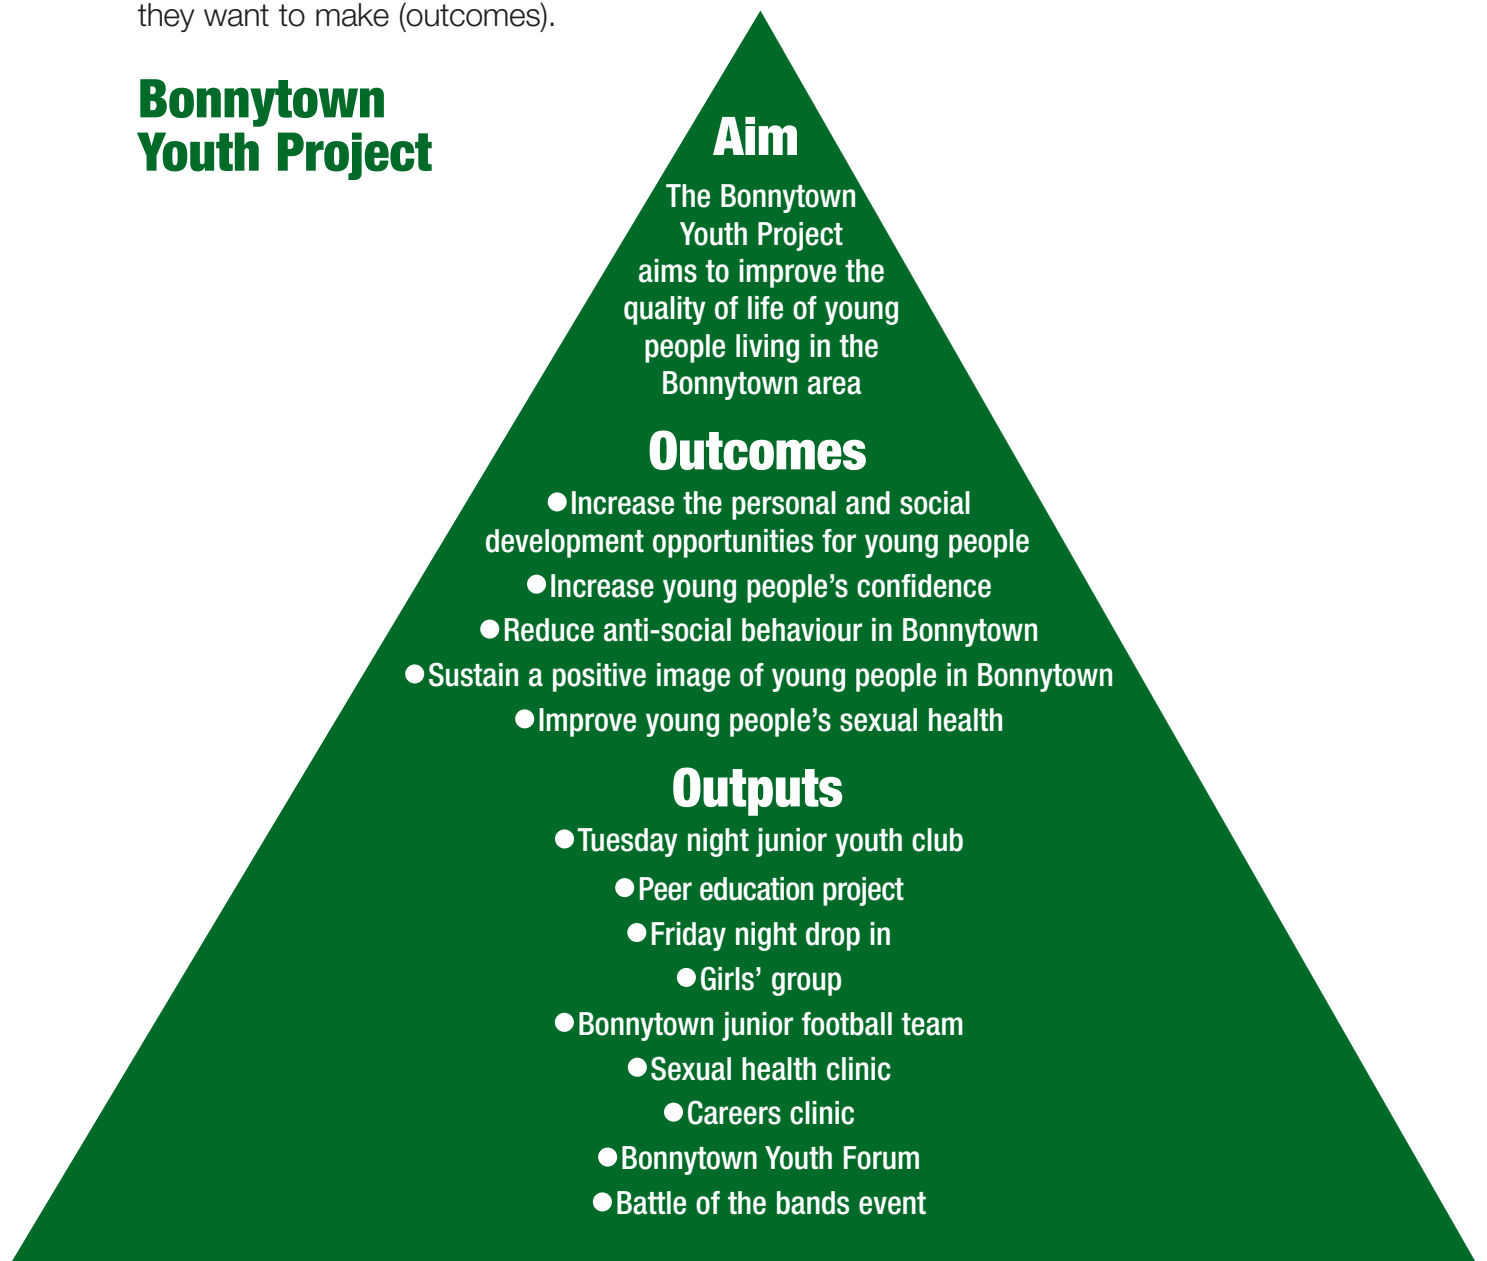 they want to make (outcomes).
Bonnytown
Youth Project
Aim
The Bonnytown
Youth Project
aims to improve the
quality of life of young
people living in the
Bonnytown area
Outcomes
●Increase the personal and social
development opportunities for young people
●Increase young people’s confidence
●Reduce anti-social behaviour in Bonnytown
●Sustain a positive image of young people in Bonnytown
●Improve young people’s sexual health
Outputs
●Tuesday night junior youth club
●Peer education project
●Friday night drop in
●Girls’ group
●Bonnytown junior football team
●Sexual health clinic
●Careers clinic
●Bonnytown Youth Forum
●Battle of the bands event